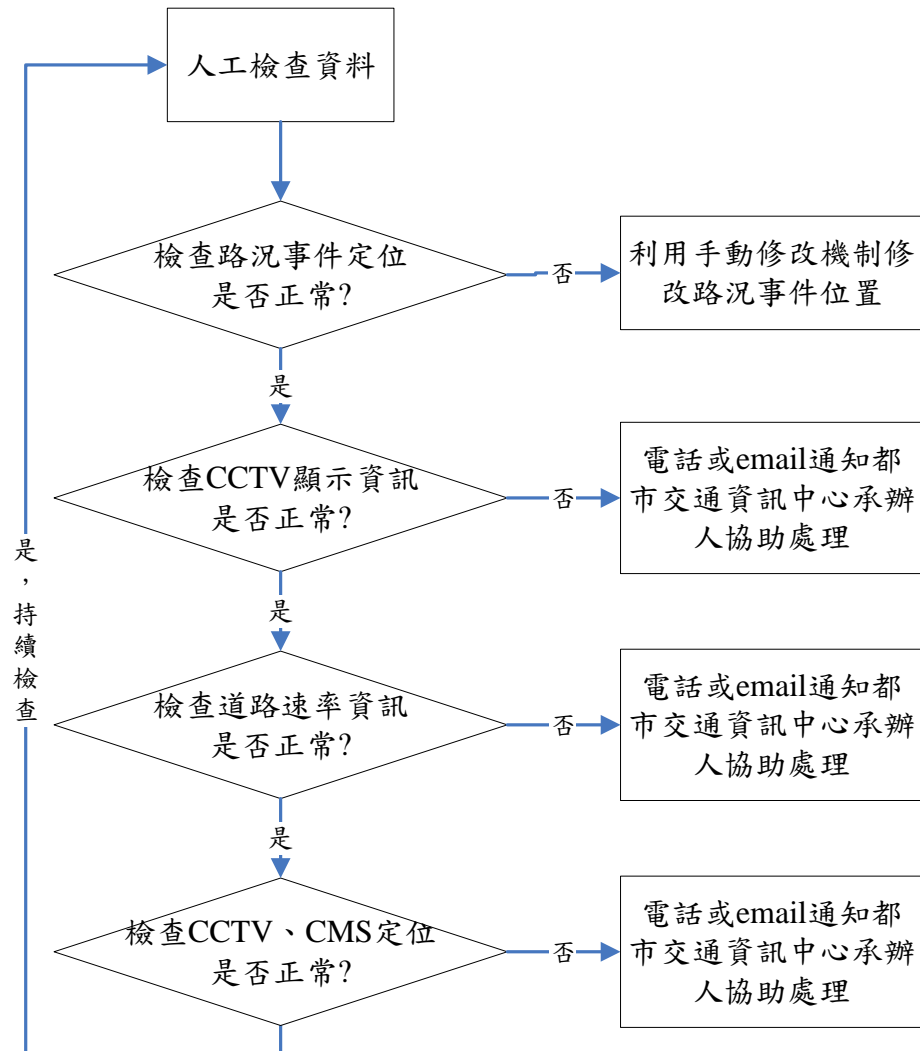 人工檢查資料
檢查路況事件定位
是否正常?
否
利用手動修改機制修
改路況事件位置
是
檢查CCTV顯示資訊
是否正常?
否
電話或email通知都
市交通資訊中心承辦
人協助處理
是
檢查道路速率資訊
是否正常?
否
電話或email通知都
市交通資訊中心承辦
人協助處理
是
檢查CCTV、CMS定位
是否正常?
否
電話或email通知都
市交通資訊中心承辦
人協助處理
是，持續檢查